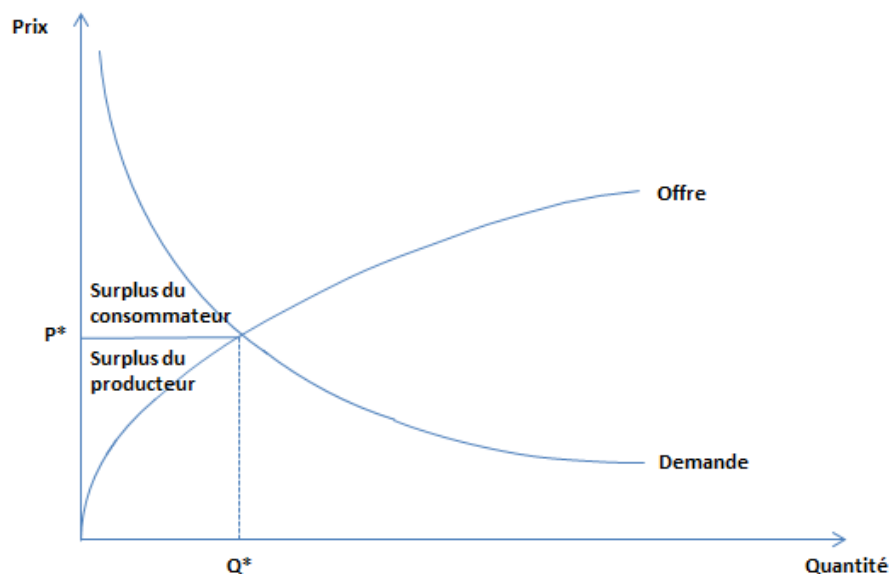 Prix
Offre
Surplus du
consommateur
P*
Surplus du
producteur
Demande
Q*
Quantité